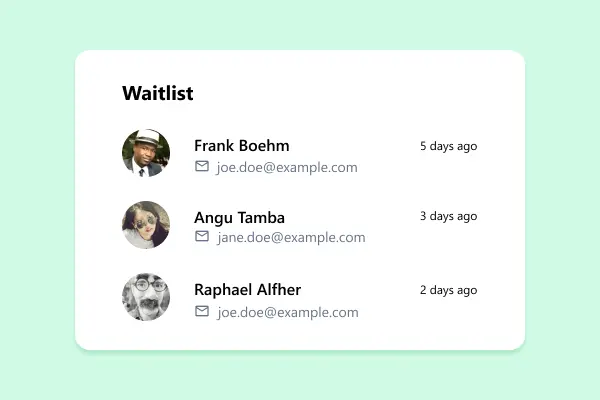 Waitlist
Frank Boehm 5 days ago
joe.doe@example.com
Angu Tamba 3 days ago
jane.doe@example.com
Raphael Alfher 2 days ago
joe.doe@example.com